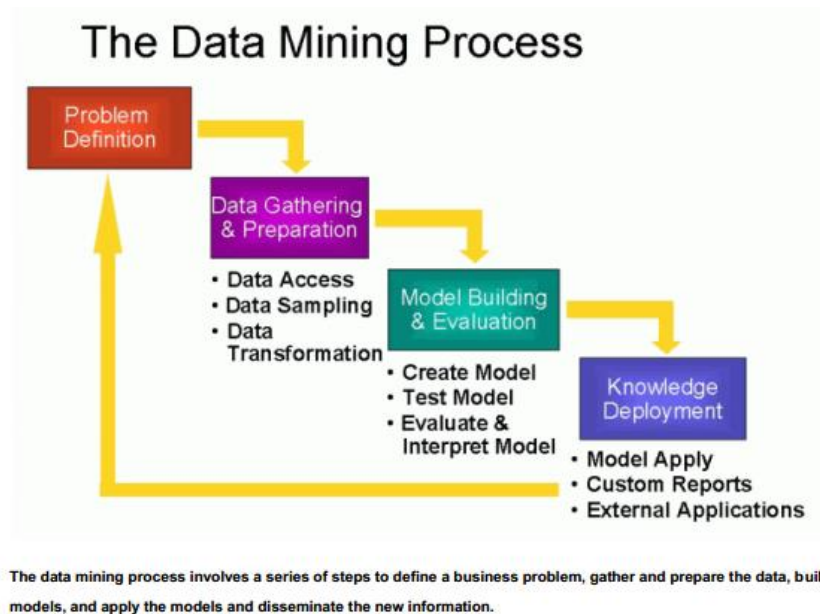 The Data Mining Process
Problem
Definition
Data Gathering
& Preparation
• Data Access
• Data Sampling
• Data
Transformation
Model Building
& Evaluation
• Create Model
• Test Model
• Evaluate &
Interpret Model
Knowledge
Deployment
• Model Apply
• Custom Reports
• External Applications
The data mining process involves a series of steps to define a business problem, gather and prepare the data, buil
models, and apply the models and disseminate the new information.